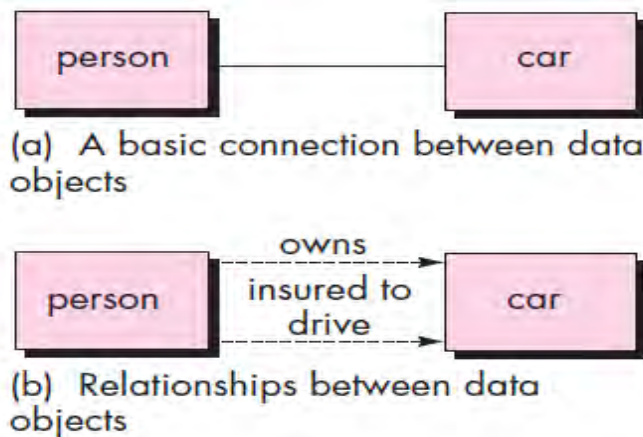 person
car
(a) A basic connection between data
objects
owns
person
insured to
drive
car
(b) Relationships between data
objects